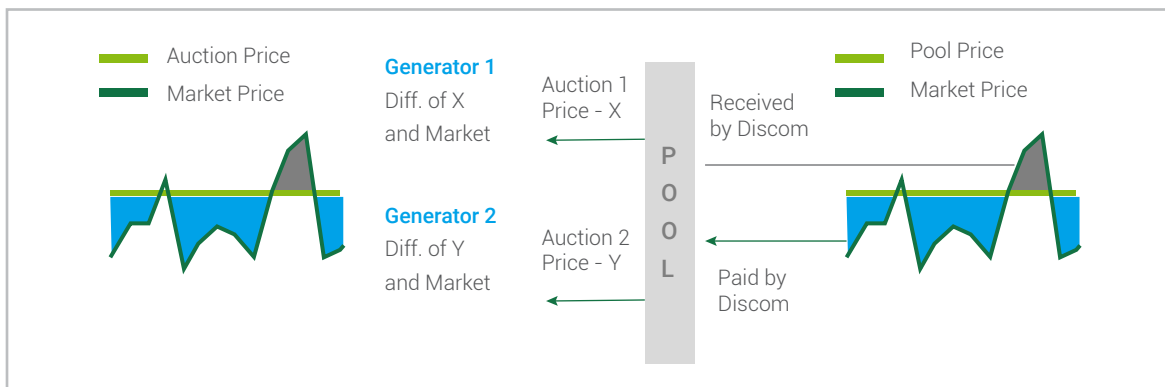 Auction Price
Market Price
Generator 1
Diff. of X
and Market
Generator 2
Diff. of Y
and Market
Auction 1
Price - X
Auction 2
Price - Y
P
O
O
L
Received
by Discom
Paid by
Discom
Pool Price
Market Price